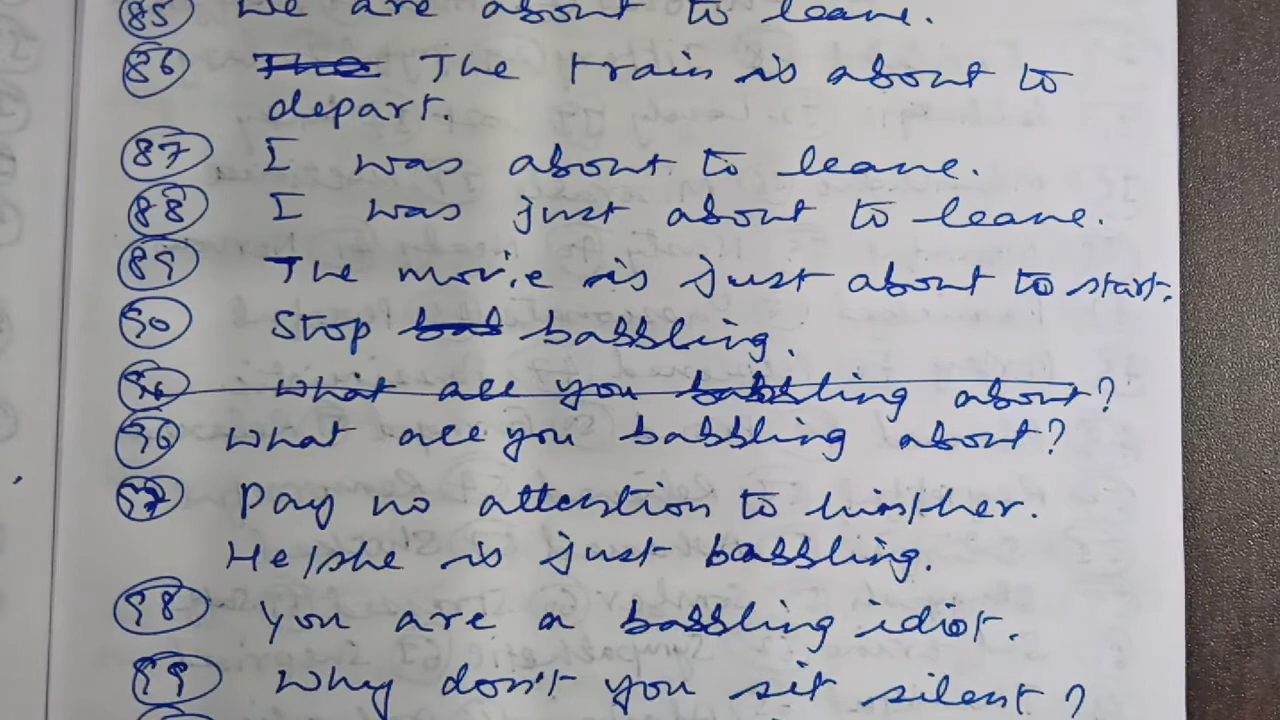 85 We are about to leave.
86 The The train is about to
depart.
87 I was about to leave.
88 I was just about to leave.
89 The movie is just about to start.
90 Stop bab babbling.
What are you babbling about?
96 What are you babbling about?
97 Pay no attention to him/her.
He/she is just babbling.
98 You are a babbling idiot.
99 Why don't you sit silent?